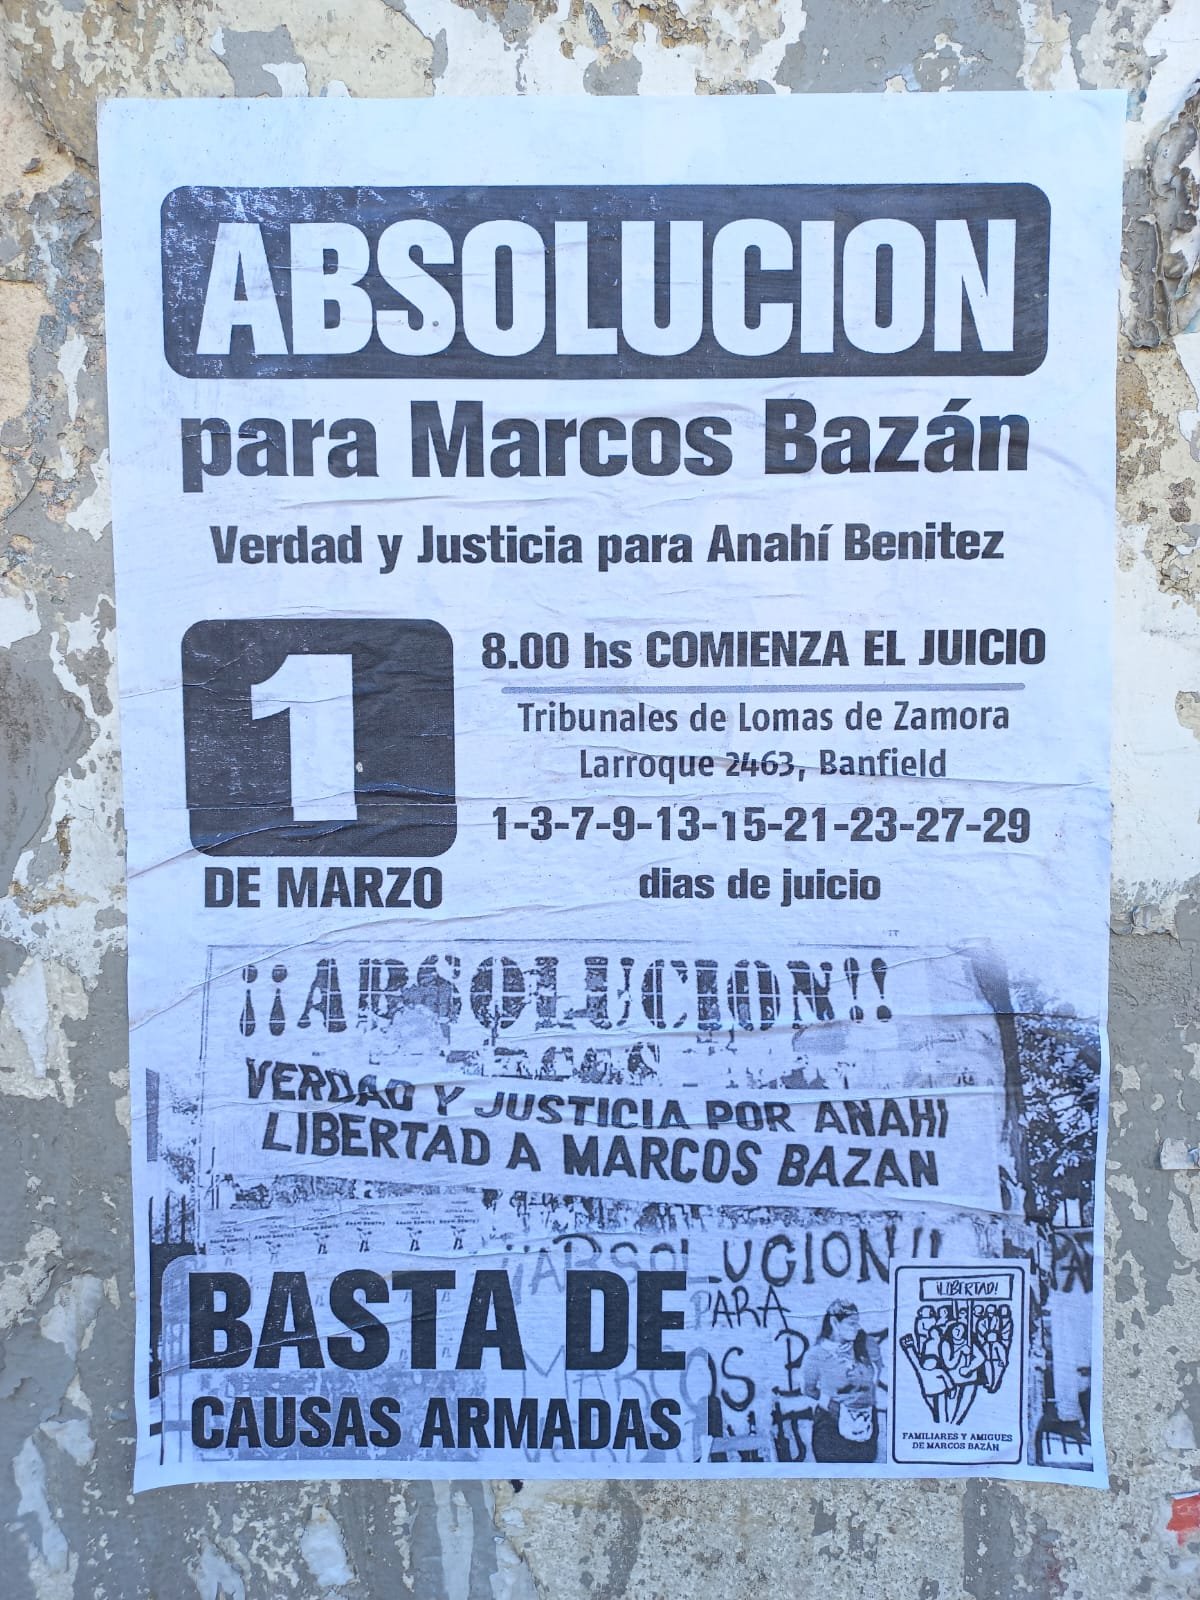 ABSOLUCION
para Marcos Bazán
Verdad y Justicia para Anahí Benitez
1
DE MARZO
8.00 hs COMIENZA EL JUICIO
Tribunales de Lomas de Zamora
Larroque 2463, Banfield
1-3-7-9-13-15-21-23-27-29
dias de juicio
¡¡ABSOLUCION!!
VERDAD Y JUSTICIA POR ANAHI
LIBERTAD A MARCOS BAZAN
¡¡ABSOLUCION!!
PARA
MARCOS
BASTA DE
CAUSAS ARMADAS
¡LIBERTAD!
FAMILIARES Y AMIGUES
DE MARCOS BAZÁN